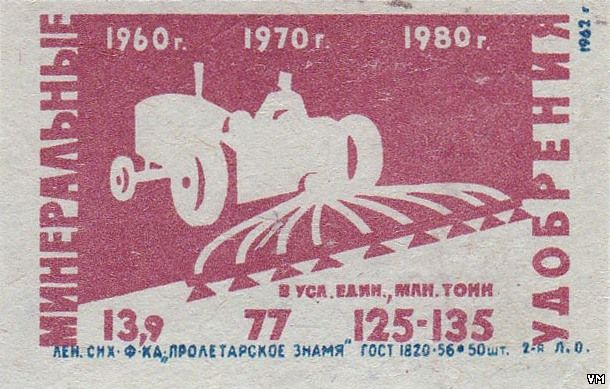 МИНЕРАЛЬНЫЕ
1960 г. 1970 г. 1980 г.
УДОБРЕНИЯ
1962 г
В УСЛ. ЕДИН., МЛН. ТОНН
13,9 77 125-135
ЛЕН. СНХ·Ф-КА„ПРОЛЕТАРСКОЕ ЗНАМЯ" ГОСТ 1820-56 • 50 шт. 2-я Л.О.
VM